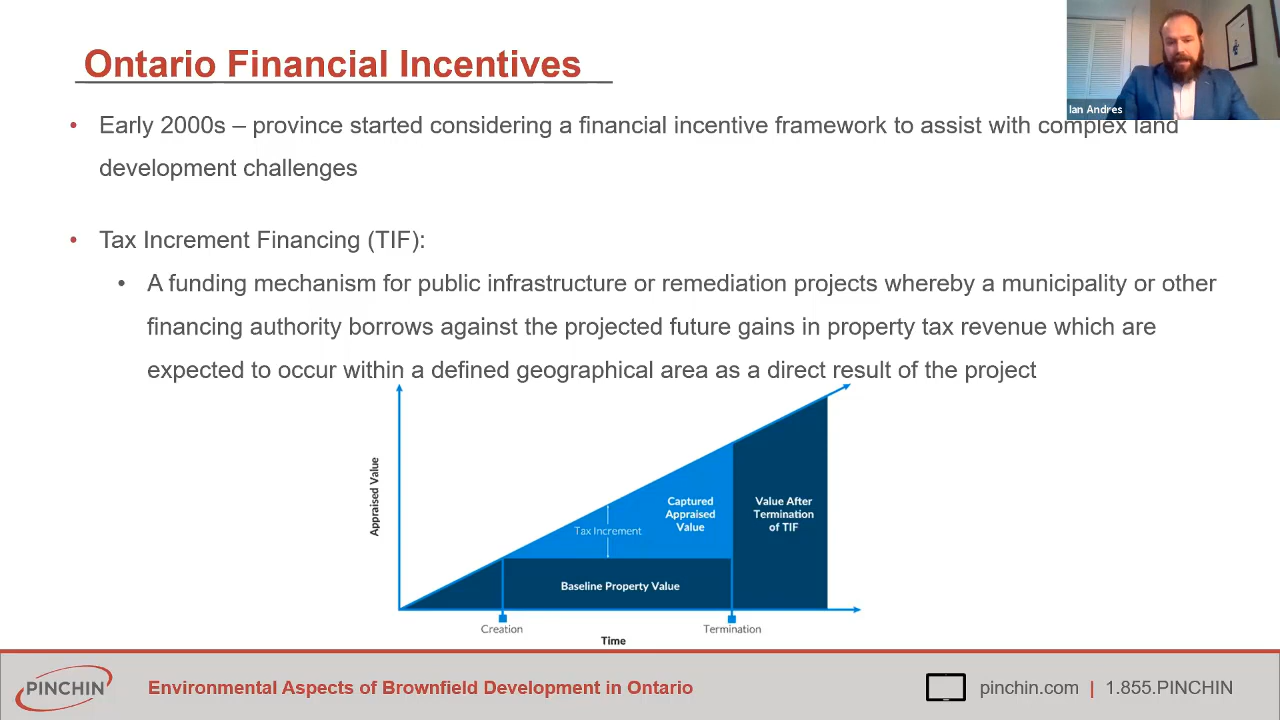 Ontario Financial Incentives
Ian Andres
• Early 2000s – province started considering a financial incentive framework to assist with complex land
development challenges
• Tax Increment Financing (TIF):
• A funding mechanism for public infrastructure or remediation projects whereby a municipality or other
financing authority borrows against the projected future gains in property tax revenue which are
expected to occur within a defined geographical area as a direct result of the project
Appraised Value
Captured
Appraised
Value
Value After
Termination
of TIF
Tax Increment
Baseline Property Value
Creation
Termination
Time
PINCHIN
Environmental Aspects of Brownfield Development in Ontario
pinchin.com | 1.855.PINCHIN